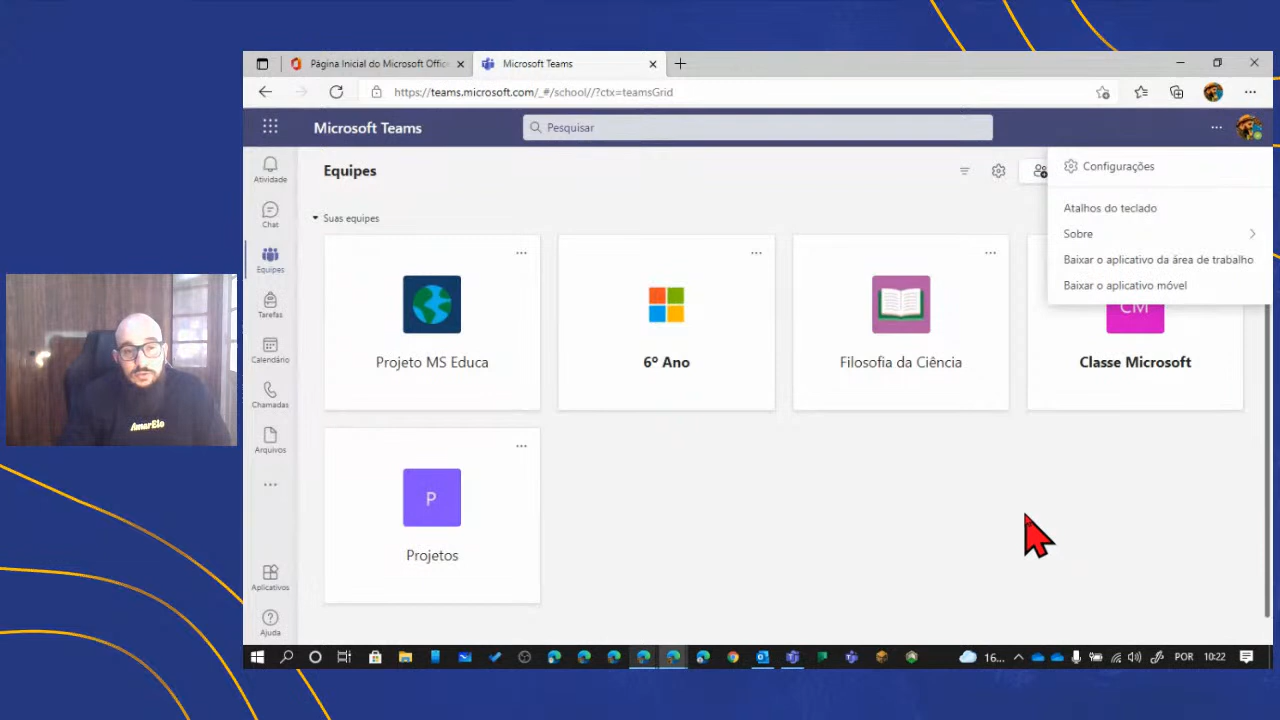 Página Inicial do Microsoft Offic
Microsoft Teams
https://teams.microsoft.com/_#/school//?ctx=teamsGrid
Microsoft Teams
Pesquisar
Atividade
Chat
Equipes
Tarefas
Calendário
Chamadas
Arquivos
Aplicativos
Ajuda
Equipes
Suas equipes
Configurações
Atalhos do teclado
Sobre
Baixar o aplicativo da área de trabalho
Baixar o aplicativo móvel
Projeto MS Educa
6º Ano
Filosofia da Ciência
CM
Classe Microsoft
P
Projetos
AmarElo
16...
POR
10:22